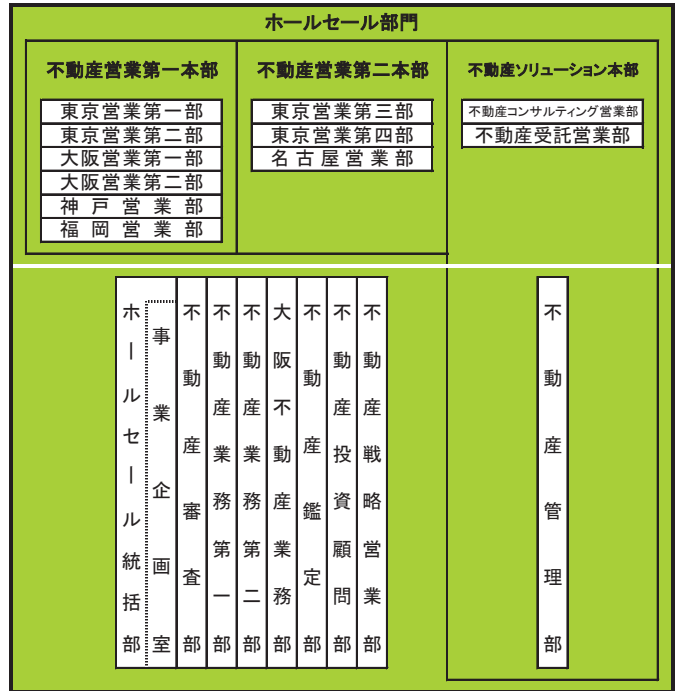 ホールセール部門
不動産営業第一本部
東京営業第一部
東京営業第二部
大阪営業第一部
大阪営業第二部
神戸営業部
福岡営業部
不動産営業第二本部
東京営業第三部
東京営業第四部
名古屋営業部
不動産ソリューション本部
不動産コンサルティング営業部
不動産受託営業部
ホールセール統括部
事業企画室
不動産審査部
不動産業務第一部
不動産業務第二部
大阪不動産業務部
不動産鑑定部
不動産投資顧問部
不動産戦略営業部
不動産管理部